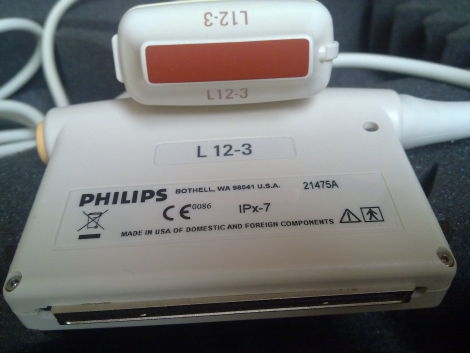 L12-3
L12-3
L 12-3
PHILIPS BOTHELL, WA 98041 U.S.A. 21475A
CE0086 IPx-7
MADE IN USA OF DOMESTIC AND FOREIGN COMPONENTS